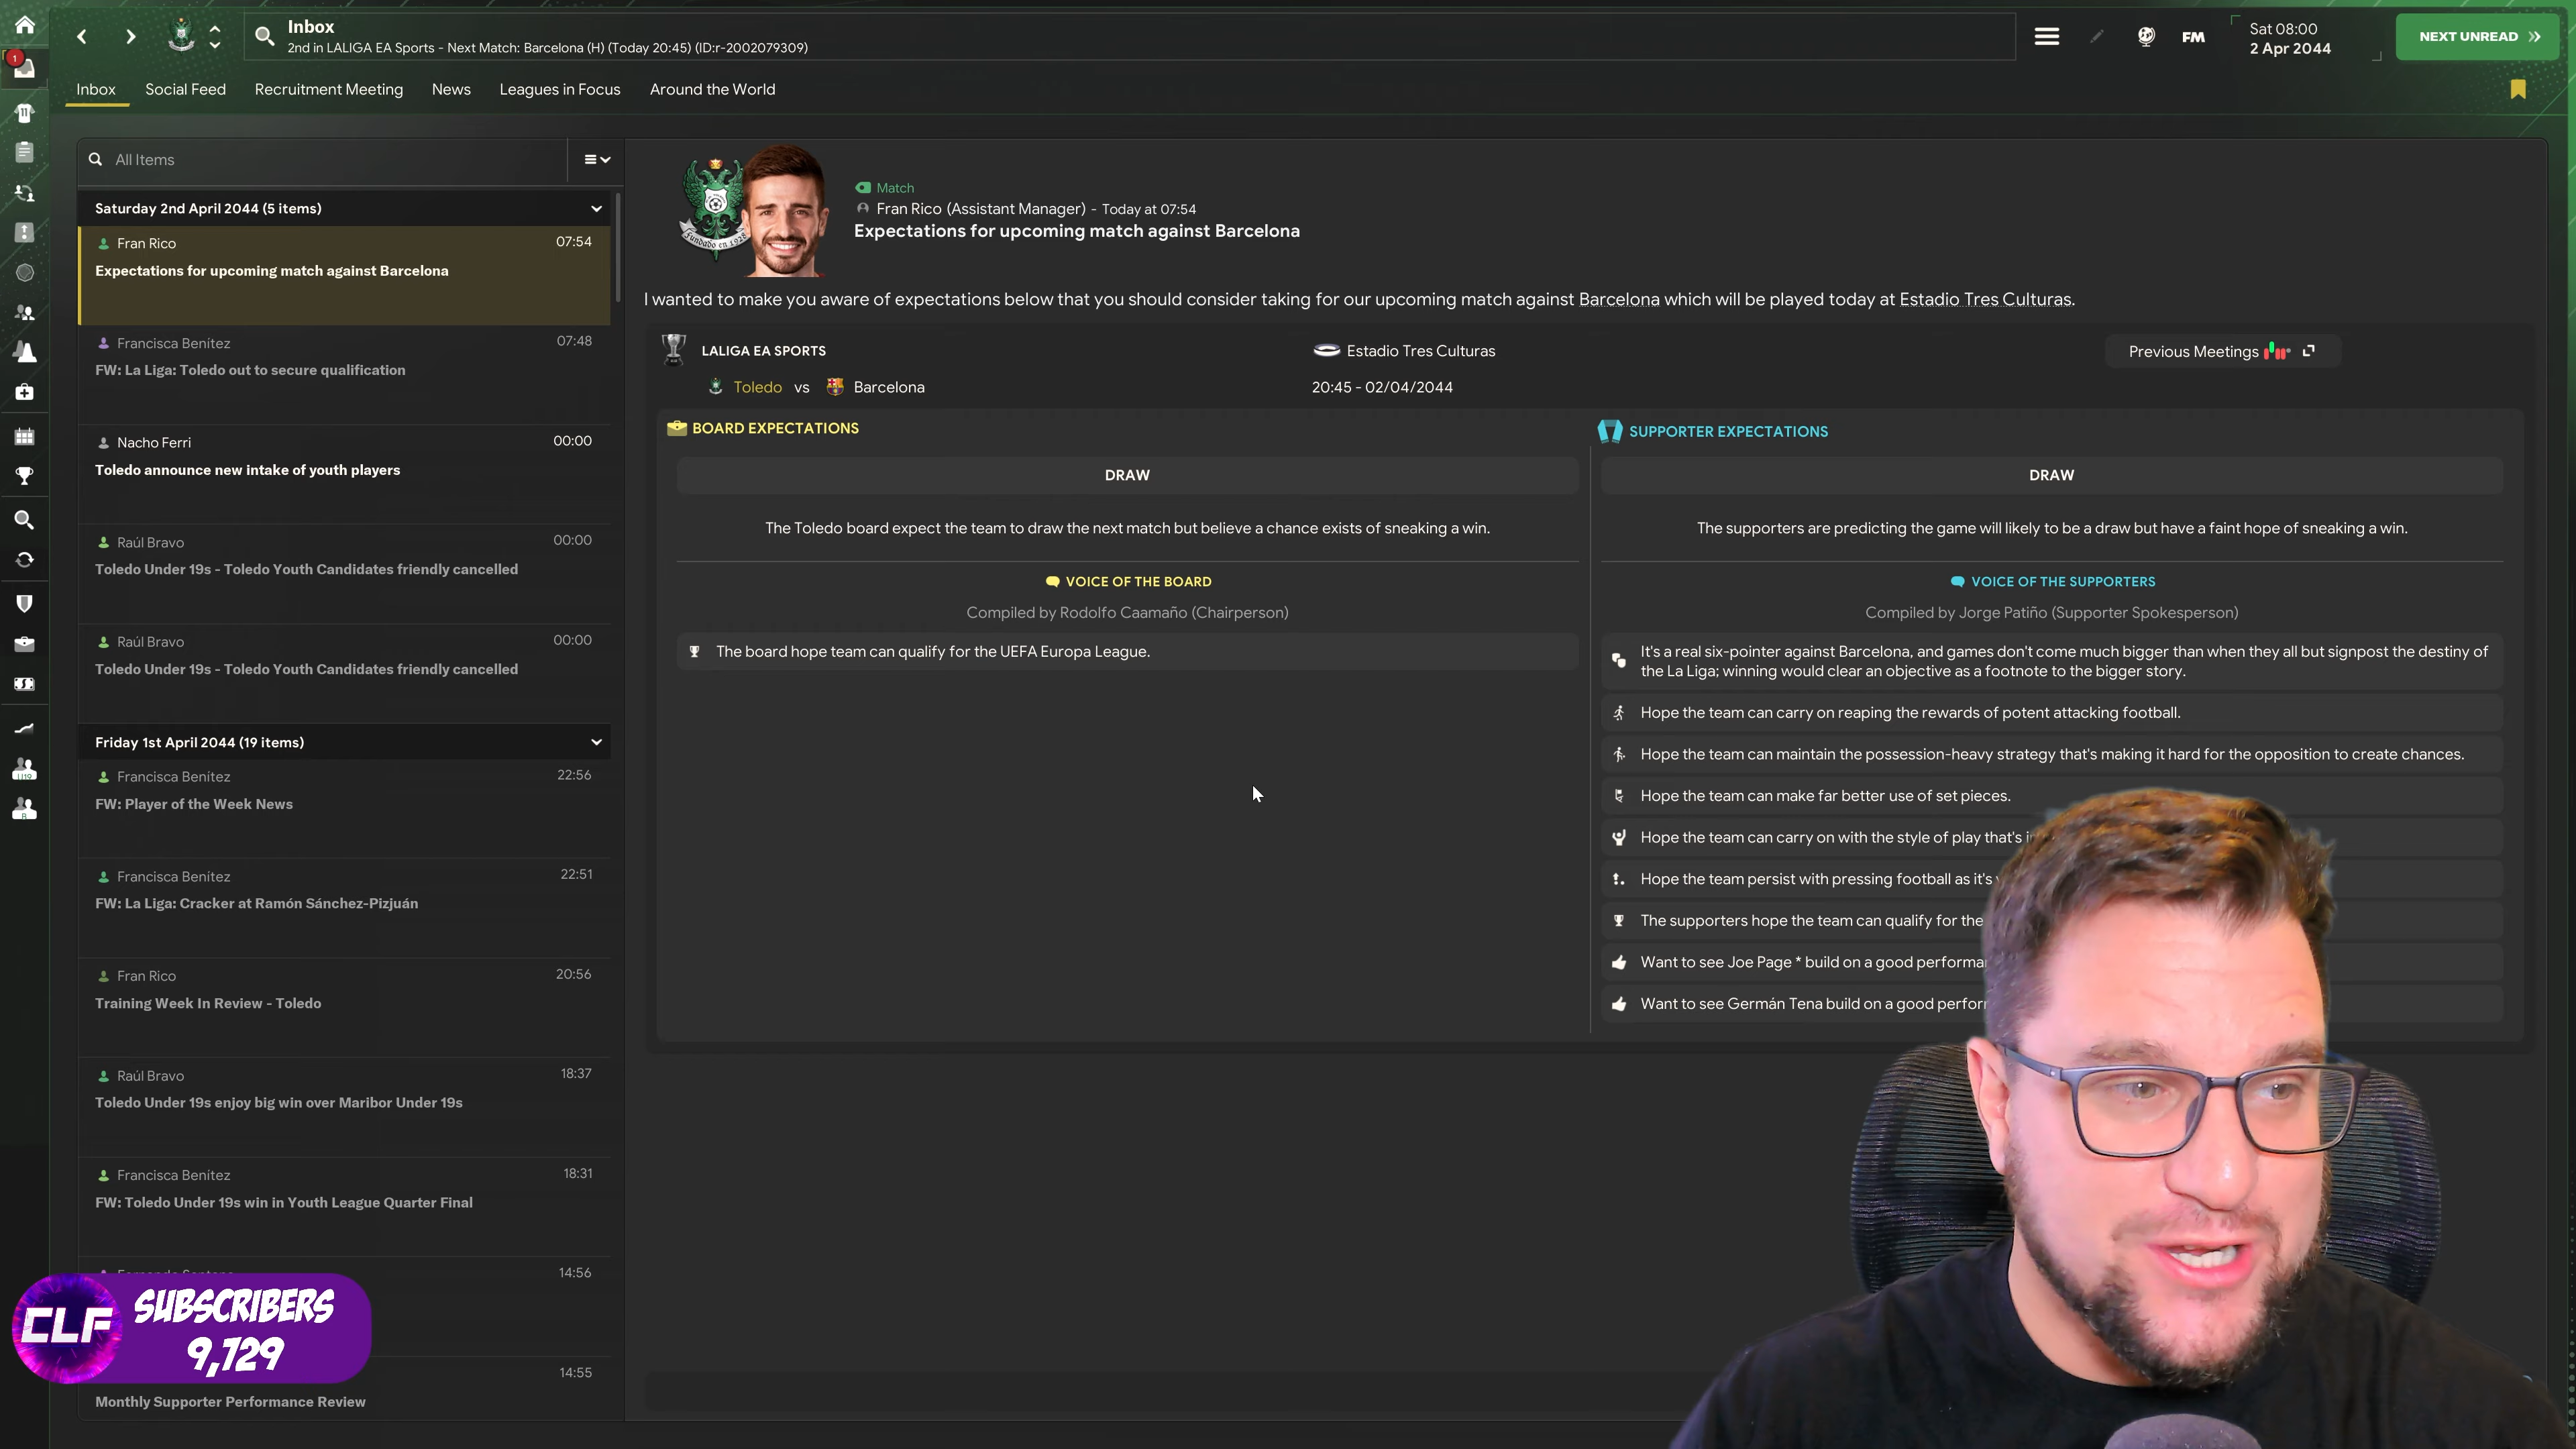 Inbox
2nd in LALIGA EA Sports - Next Match: Barcelona (H) (Today 20:45) (ID:r-2002079309)
FM
Sat 08:00
2 Apr 2044
NEXT UNREAD
1
Inbox
Social Feed
Recruitment Meeting
News
Leagues in Focus
Around the World
11
All Items
Saturday 2nd April 2044 (5 items)
Fran Rico
07:54
Expectations for upcoming match against Barcelona
Francisca Benítez
07:48
FW: La Liga: Toledo out to secure qualification
Nacho Ferri
00:00
Toledo announce new intake of youth players
Raúl Bravo
00:00
Toledo Under 19s - Toledo Youth Candidates friendly cancelled
Raúl Bravo
00:00
Toledo Under 19s - Toledo Youth Candidates friendly cancelled
Friday 1st April 2044 (19 items)
Francisca Benítez
22:56
FW: Player of the Week News
Francisca Benítez
22:51
FW: La Liga: Cracker at Ramón Sánchez-Pizjuán
Fran Rico
20:56
Training Week In Review - Toledo
Raúl Bravo
18:37
Toledo Under 19s enjoy big win over Maribor Under 19s
Francisca Benítez
18:31
FW: Toledo Under 19s win in Youth League Quarter Final
14:56
14:55
Monthly Supporter Performance Review
CLF
SUBSCRIBERS
9,729
U19
B
Fundado en 1928
Match
Fran Rico (Assistant Manager) - Today at 07:54
Expectations for upcoming match against Barcelona
I wanted to make you aware of expectations below that you should consider taking for our upcoming match against Barcelona which will be played today at Estadio Tres Culturas.
LALIGA EA SPORTS
Toledo vs Barcelona
Estadio Tres Culturas
20:45 - 02/04/2044
Previous Meetings
BOARD EXPECTATIONS
DRAW
The Toledo board expect the team to draw the next match but believe a chance exists of sneaking a win.
VOICE OF THE BOARD
Compiled by Rodolfo Caamaño (Chairperson)
The board hope team can qualify for the UEFA Europa League.
SUPPORTER EXPECTATIONS
DRAW
The supporters are predicting the game will likely to be a draw but have a faint hope of sneaking a win.
VOICE OF THE SUPPORTERS
Compiled by Jorge Patiño (Supporter Spokesperson)
It's a real six-pointer against Barcelona, and games don't come much bigger than when they all but signpost the destiny of
the La Liga; winning would clear an objective as a footnote to the bigger story.
Hope the team can carry on reaping the rewards of potent attacking football.
Hope the team can maintain the possession-heavy strategy that's making it hard for the opposition to create chances.
Hope the team can make far better use of set pieces.
Hope the team can carry on with the style of play that's
Hope the team persist with pressing football as it's
The supporters hope the team can qualify for the
Want to see Joe Page * build on a good
Want to see Germán Tena build on a good